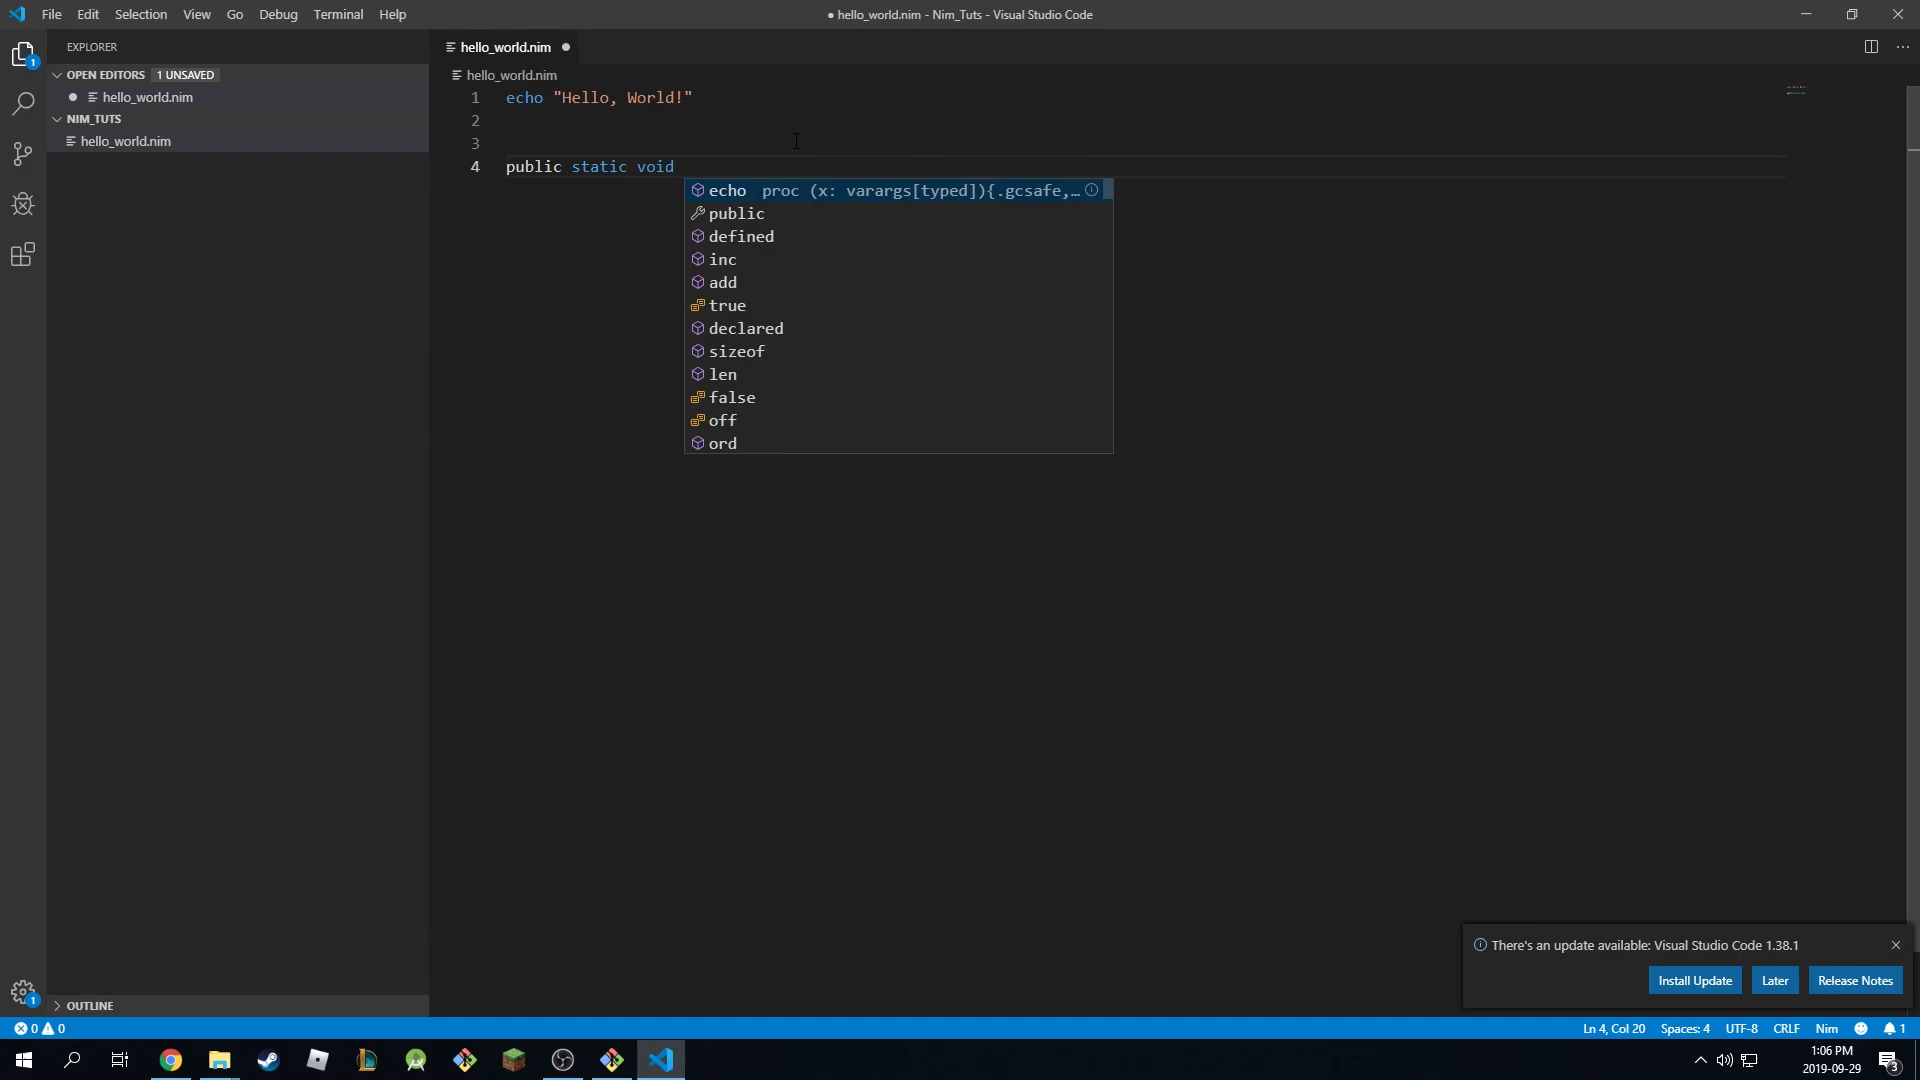 File Edit Selection View Go Debug Terminal Help
● hello_world.nim - Nim_Tuts - Visual Studio Code
EXPLORER
OPEN EDITORS 1 UNSAVED
hello_world.nim
NIM_TUTS
hello_world.nim
OUTLINE
hello_world.nim
hello_world.nim
1 echo "Hello, World!"
2
3
4 public static void
echo proc (x: varargs[typed]){.gcsafe,…
public
defined
inc
add
true
declared
sizeof
len
false
off
ord
There's an update available: Visual Studio Code 1.38.1
Install Update Later Release Notes
1
1
0 0
Ln 4, Col 20 Spaces: 4 UTF-8 CRLF Nim 1
1:06 PM
2019-09-29
3